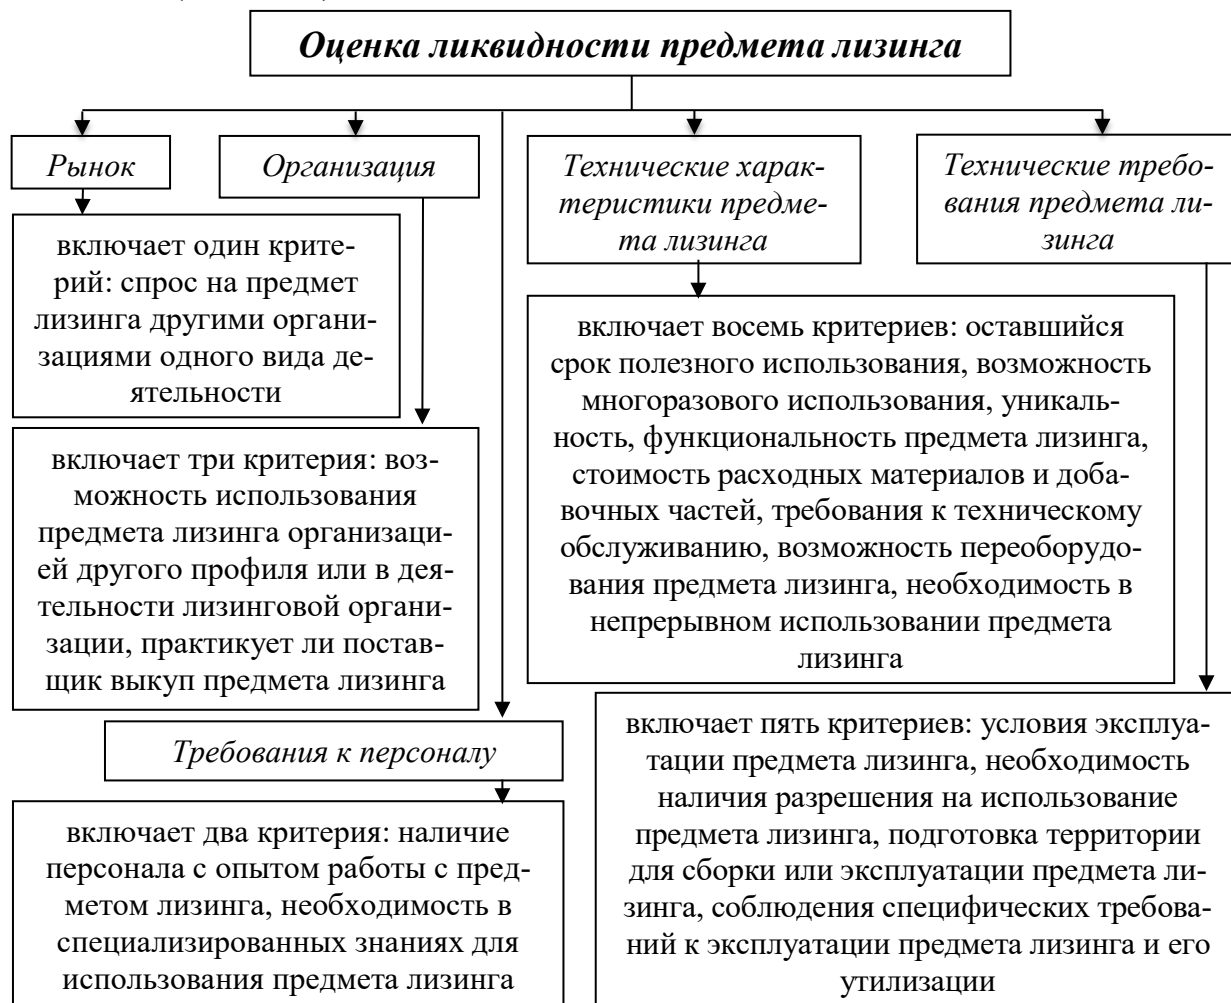 Оценка ликвидности предмета лизинга
Рынок
Организация
Технические харак-
теристики предме-
та лизинга
Технические требо-
вания предмета ли-
зинга
включает один крите-
рий: спрос на предмет
лизинга другими органи-
зациями одного вида де-
ятельности
включает восемь критериев: оставшийся
срок полезного использования, возможность
многоразового использования, уникаль-
ность, функциональность предмета лизинга,
стоимость расходных материалов и доба-
вочных частей, требования к техническому
обслуживанию, возможность переоборудо-
вания предмета лизинга, необходимость в
непрерывном использовании предмета
лизинга
включает три критерия: воз-
можность использования
предмета лизинга организаци-
ей другого профиля или в дея-
тельности лизинговой органи-
зации, практикует ли постав-
щик выкуп предмета лизинга
Требования к персоналу
включает два критерия: наличие
персонала с опытом работы с пред-
метом лизинга, необходимость в
специализированных знаниях для
использования предмета лизинга
включает пять критериев: условия эксплуа-
тации предмета лизинга, необходимость
наличия разрешения на использование
предмета лизинга, подготовка территории
для сборки или эксплуатации предмета ли-
зинга, соблюдения специфических требова-
ний к эксплуатации предмета лизинга и его
утилизации